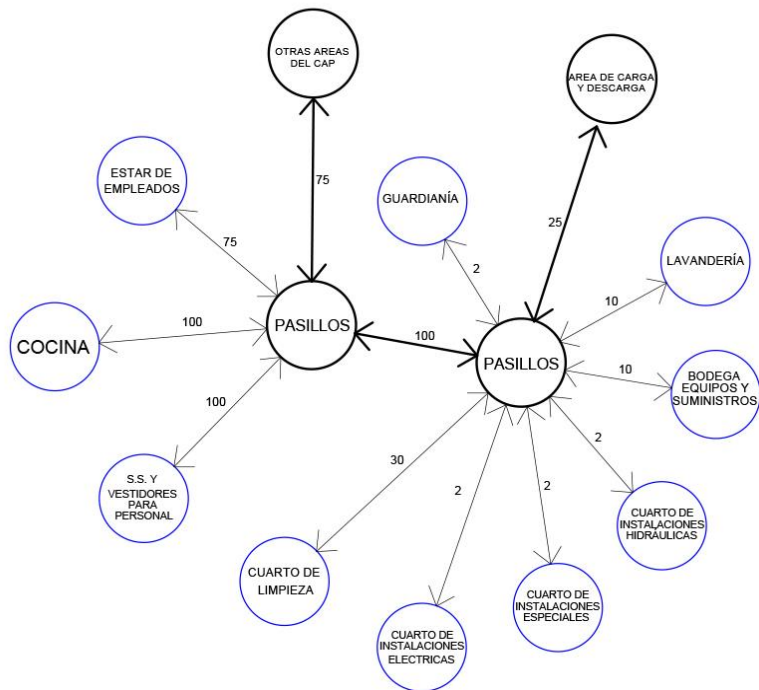 OTRAS AREAS
DEL CAP
AREA DE CARGA
Y DESCARGA
75
ESTAR DE
EMPLEADOS
GUARDIANÍA
25
75
2
LAVANDERÍA
10
COCINA
100
PASILLOS
100
PASILLOS
10
BODEGA
EQUIPOS Y
SUMINISTROS
100
30
2
2
2
S.S. Y
VESTIDORES
PARA
PERSONAL
CUARTO DE
INSTALACIONES
HIDRÁULICAS
CUARTO DE
LIMPIEZA
CUARTO DE
INSTALACIONES
ESPECIALES
CUARTO DE
INSTALACIONES
ELECTRICAS